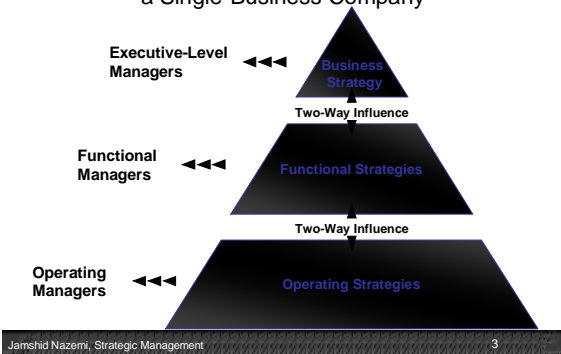 a Single-Business Company
Executive-Level
Managers
Business
Strategy
Two-Way Influence
Functional
Managers
Functional Strategies
Two-Way Influence
Operating
Managers
Operating Strategies
Jamshid Nazemi, Strategic Management
3